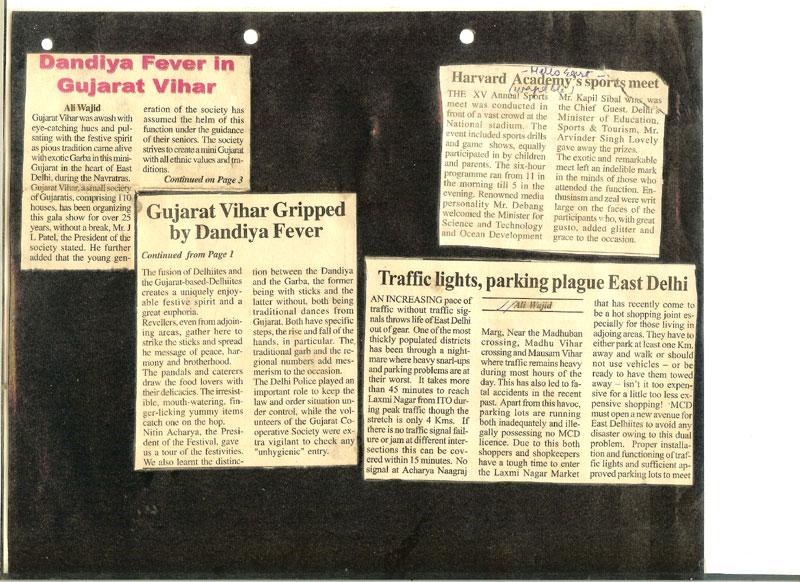 Dandiya Fever in
Gujarat Vihar
Ali Wajid
Gujarat Vihar was awash with
eye-catching hues and pul-
sating with the festive spirit
as pious tradition came alive
with exotic Garba in this mini-
Gujarat in the heart of East
Delhi, during the Navratras.
Gujarat Vihar, a small society
of Gujaratis, comprising 110
houses, has been organizing
this gala show for over 25
years, without a break, Mr. J
L Patel, the President of the
society stated. He further
added that the young gen-
eration of the society has
assumed the helm of this
function under the guidance
of their seniors. The society
strives to create a mini Gujarat
with all ethnic values and tra-
ditions.
Continued on Page 3
Gujarat Vihar Gripped
by Dandiya Fever
Continued from Page 1
The fusion of Delhiites and
the Gujarat-based-Delhiites
creates a uniquely enjoy-
able festive spirit and a
great euphoria.
Revellers, even from adjoin-
ing areas, gather here to
strike the sticks and spread
he message of peace, har-
mony and brotherhood.
The pandals and caterers
draw the food lovers with
their delicacies. The irresist-
ible, mouth-watering, fin-
ger-licking yummy items
catch one on the hop.
Nitin Acharya, the Presi-
dent of the Festival, gave
us a tour of the festivities.
We also learnt the distinc-
tion between the Dandiya
and the Garba, the former
being with sticks and the
latter without, both being
traditional dances from
Gujarat. Both have specific
steps, the rise and fall of the
hands, in particular. The
traditional garb and the re-
gional numbers add mes-
merism to the occasion.
The Delhi Police played an
important role to keep the
law and order situation un-
der control, while the vol-
unteers of the Gujarat Co-
operative Society were ex-
tra vigilant to check any
"unhygienic" entry.
Hello East
Harvard Academy's sports meet
THE XV Annual Sports
meet was conducted in
front of a vast crowd at the
National stadium. The
event included sports drills
and game shows, equally
participated in by children
and parents. The six-hour
programme ran from 11 in
the morning till 5 in the
evening. Renowned media
personality Mr. Debang
welcomed the Minister for
Science and Technology
and Ocean Development
Mr. Kapil Sibal who was
the Chief Guest. Delhi's
Minister of Education,
Sports & Tourism, Mr.
Arvinder Singh Lovely
gave away the prizes.
The exotic and remarkable
meet left an indelible mark
in the minds of those who
attended the function. En-
thusiasm and zeal were writ
large on the faces of the
participants who, with great
gusto, added glitter and
grace to the occasion.
Traffic lights, parking plague East Delhi
Ali Wajid
AN INCREASING pace of
traffic without traffic sig-
nals throws life of East Delhi
out of gear. One of the most
thickly populated districts
has been through a night-
mare where heavy snarl-ups
and parking problems are at
their worst. It takes more
than 45 minutes to reach
Laxmi Nagar from ITO dur-
ing peak traffic though the
stretch is only 4 Kms. If
there is no traffic signal fail-
ure or jam at different inter-
sections this can be cov-
ered within 15 minutes. No
signal at Acharya Naagraj
Marg, Near the Madhuban
crossing, Madhu Vihar
crossing and Mausam Vihar
where traffic remains heavy
during most hours of the
day. This has also led to fa-
tal accidents in the recent
past. Apart from this havoc,
parking lots are running
both inadequately and ille-
gally possessing no MCD
licence. Due to this both
shoppers and shopkeepers
have a tough time to enter
the Laxmi Nagar Market
that has recently come to
be a hot shopping joint es-
pecially for those living in
adjoing areas. They have to
either park at least one Km.
away and walk or should
not use vehicles – or be
ready to have them towed
away – isn't it too expen-
sive for a little too less ex-
pensive shopping! MCD
must open a new avenue for
East Delhiites to avoid any
disaster owing to this dual
problem. Proper installa-
tion and functioning of traf-
fic lights and sufficient ap-
proved parking lots to meet